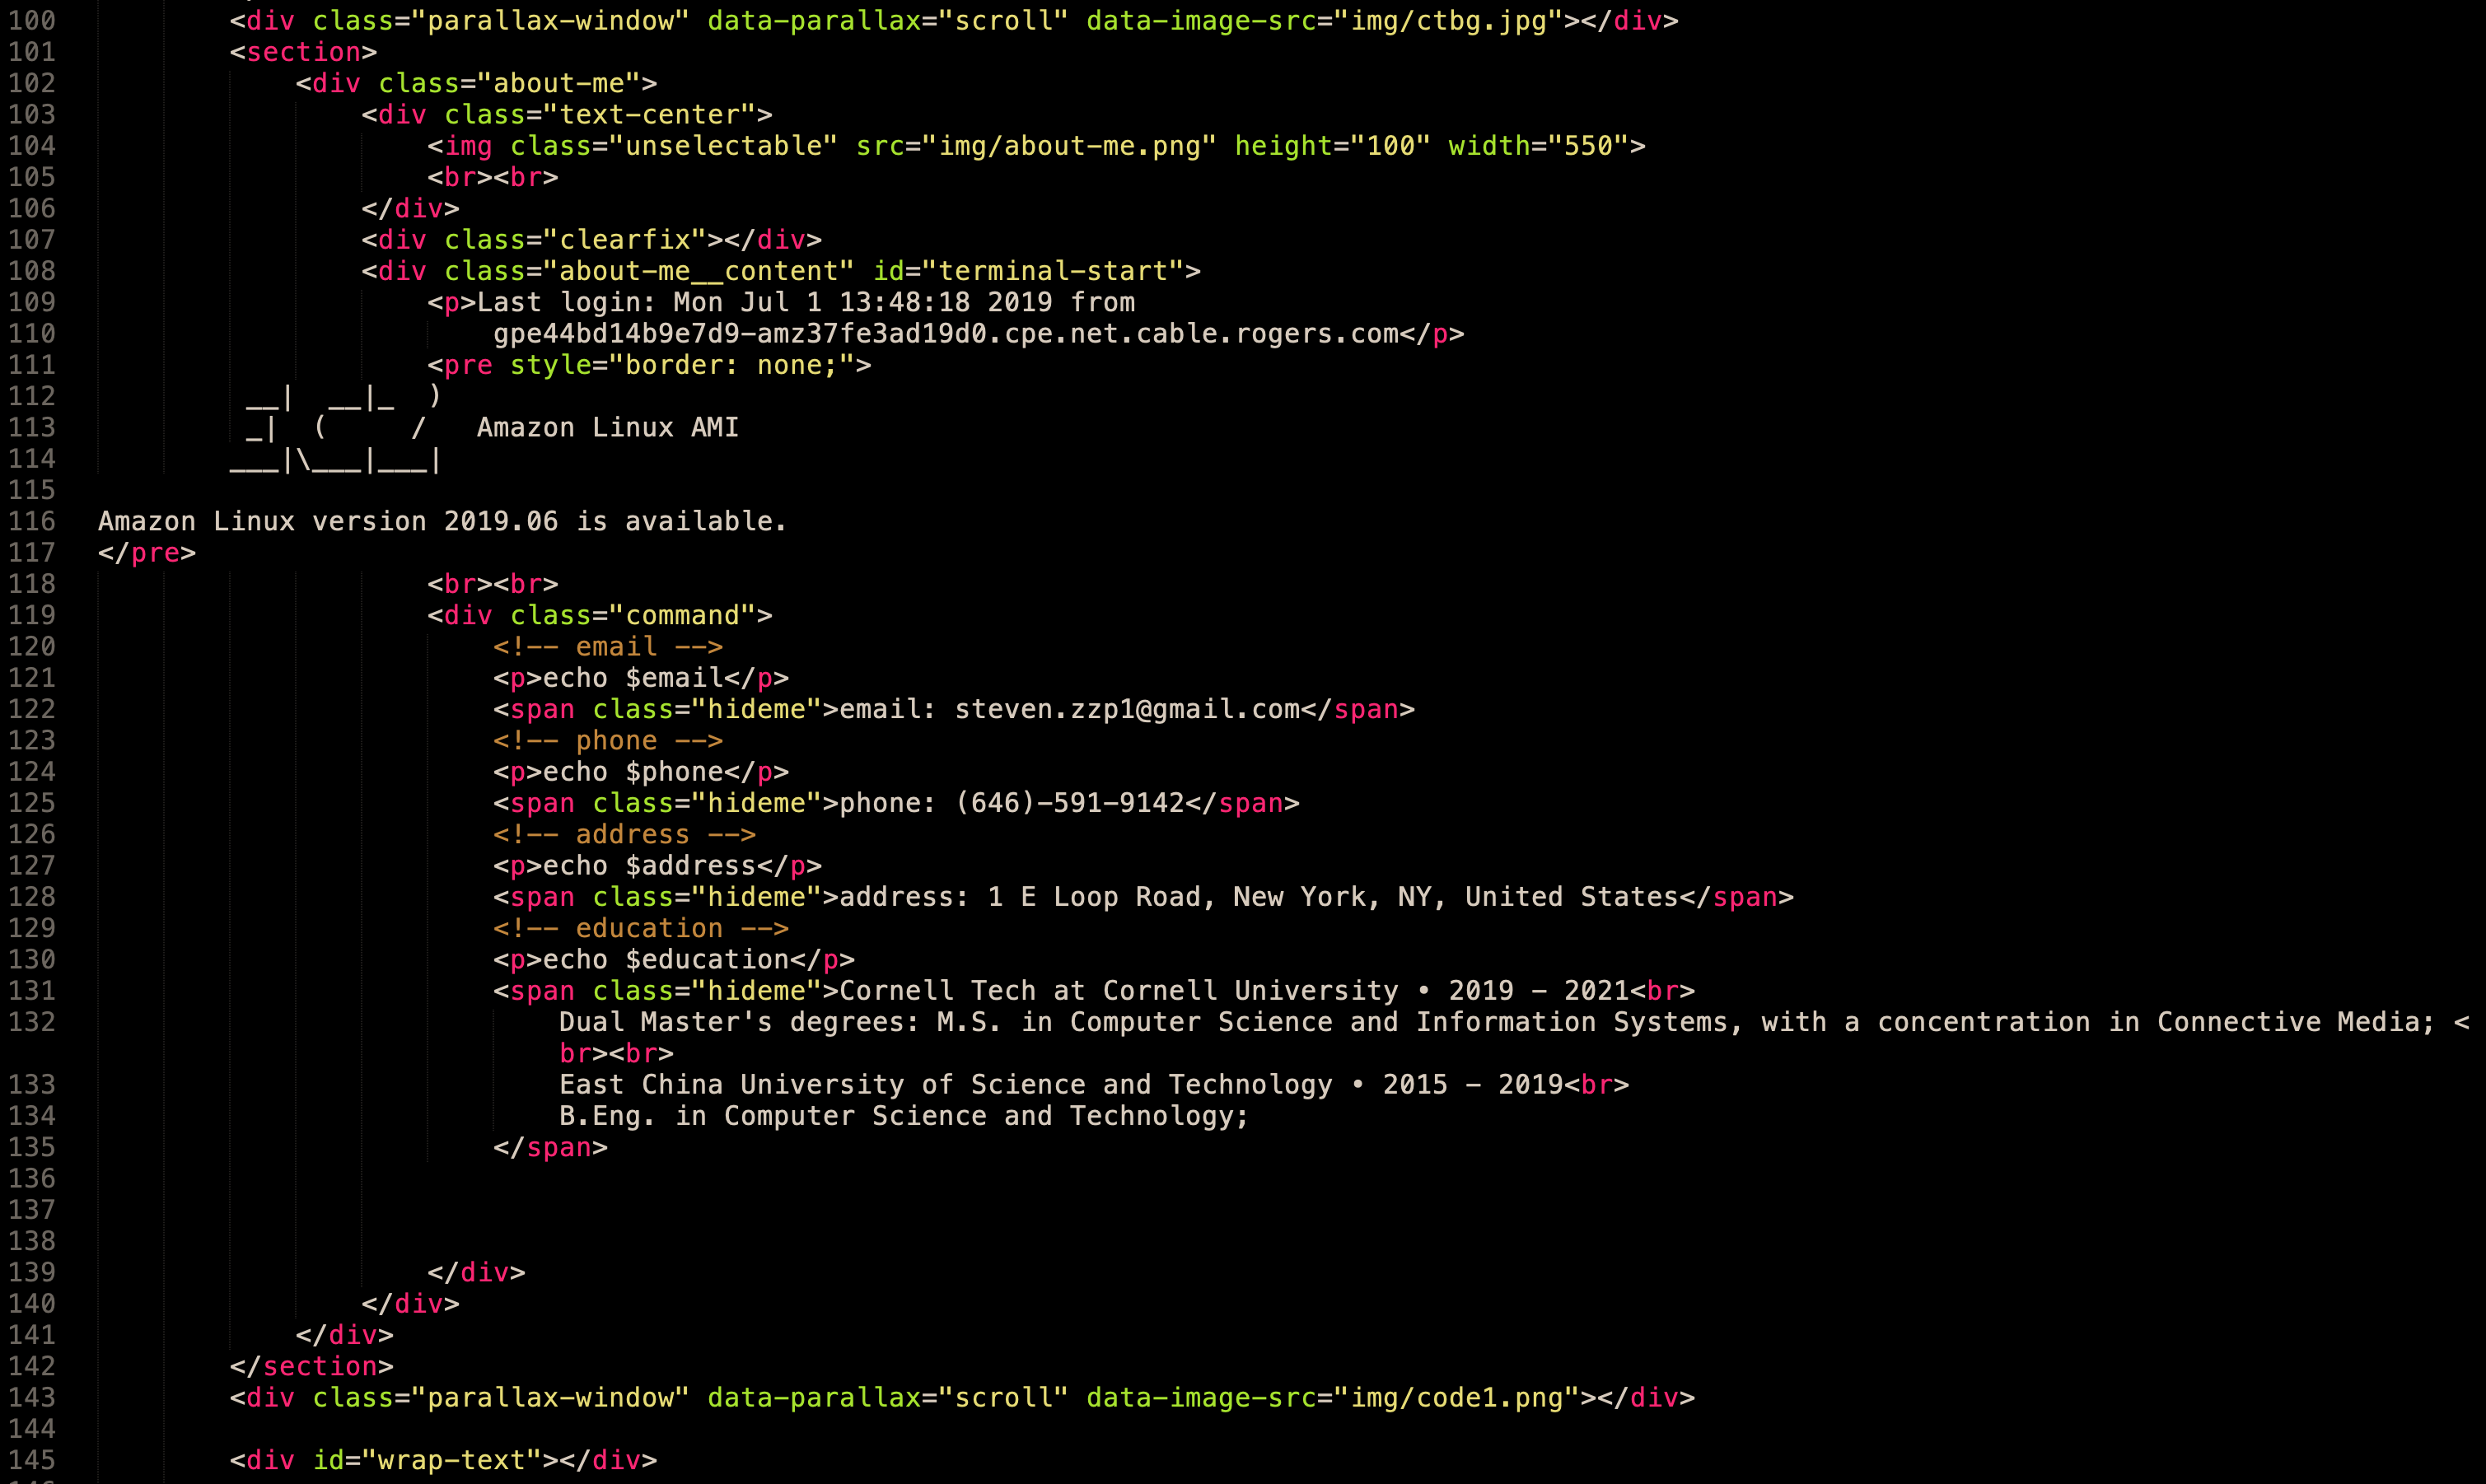 100 <div class="parallax-window" data-parallax="scroll" data-image-src="img/ctbg.jpg"></div>
101 <section>
102 <div class="about-me">
103 <div class="text-center">
104 <img class="unselectable" src="img/about-me.png" height="100" width="550">
105 <br><br>
106 </div>
107 <div class="clearfix"></div>
108 <div class="about-me__content" id="terminal-start">
109 <p>Last login: Mon Jul 1 13:48:18 2019 from
110 gpe44bd14b9e7d9-amz37fe3ad19d0.cpe.net.cable.rogers.com</p>
111 <pre style="border: none;">
112  __|  __|_  )
113  _|  (     /   Amazon Linux AMI
114 ___|\___|___|
115
116 Amazon Linux version 2019.06 is available.
117 </pre>
118 <br><br>
119 <div class="command">
120 <!-- email -->
121 <p>echo $email</p>
122 <span class="hideme">email: steven.zzp1@gmail.com</span>
123 <!-- phone -->
124 <p>echo $phone</p>
125 <span class="hideme">phone: (646)-591-9142</span>
126 <!-- address -->
127 <p>echo $address</p>
128 <span class="hideme">address: 1 E Loop Road, New York, NY, United States</span>
129 <!-- education -->
130 <p>echo $education</p>
131 <span class="hideme">Cornell Tech at Cornell University • 2019 - 2021<br>
132 Dual Master's degrees: M.S. in Computer Science and Information Systems, with a concentration in Connective Media; <
br><br>
133 East China University of Science and Technology • 2015 - 2019<br>
134 B.Eng. in Computer Science and Technology;
135 </span>
136
137
138
139 </div>
140 </div>
141 </div>
142 </section>
143 <div class="parallax-window" data-parallax="scroll" data-image-src="img/code1.png"></div>
144
145 <div id="wrap-text"></div>